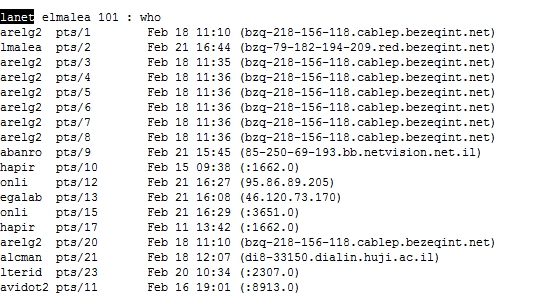 lanet elmalea 101 : who
arelg2 pts/1 Feb 18 11:10 (bzq-218-156-118.cablep.bezeqint.net)
lmalea pts/2 Feb 21 16:44 (bzq-79-182-194-209.red.bezeqint.net)
arelg2 pts/3 Feb 18 11:35 (bzq-218-156-118.cablep.bezeqint.net)
arelg2 pts/4 Feb 18 11:36 (bzq-218-156-118.cablep.bezeqint.net)
arelg2 pts/5 Feb 18 11:36 (bzq-218-156-118.cablep.bezeqint.net)
arelg2 pts/6 Feb 18 11:36 (bzq-218-156-118.cablep.bezeqint.net)
arelg2 pts/7 Feb 18 11:36 (bzq-218-156-118.cablep.bezeqint.net)
arelg2 pts/8 Feb 18 11:36 (bzq-218-156-118.cablep.bezeqint.net)
abanro pts/9 Feb 21 15:45 (85-250-69-193.bb.netvision.net.il)
hapir pts/10 Feb 15 09:38 (:1662.0)
onli pts/12 Feb 21 16:27 (95.86.89.205)
egalab pts/13 Feb 21 16:08 (46.120.73.170)
onli pts/15 Feb 21 16:29 (:3651.0)
hapir pts/17 Feb 11 13:42 (:1662.0)
arelg2 pts/20 Feb 18 11:10 (bzq-218-156-118.cablep.bezeqint.net)
alcman pts/21 Feb 18 12:07 (di8-33150.dialin.huji.ac.il)
lterid pts/23 Feb 20 10:34 (:2307.0)
avidot2 pts/11 Feb 16 19:01 (:8913.0)